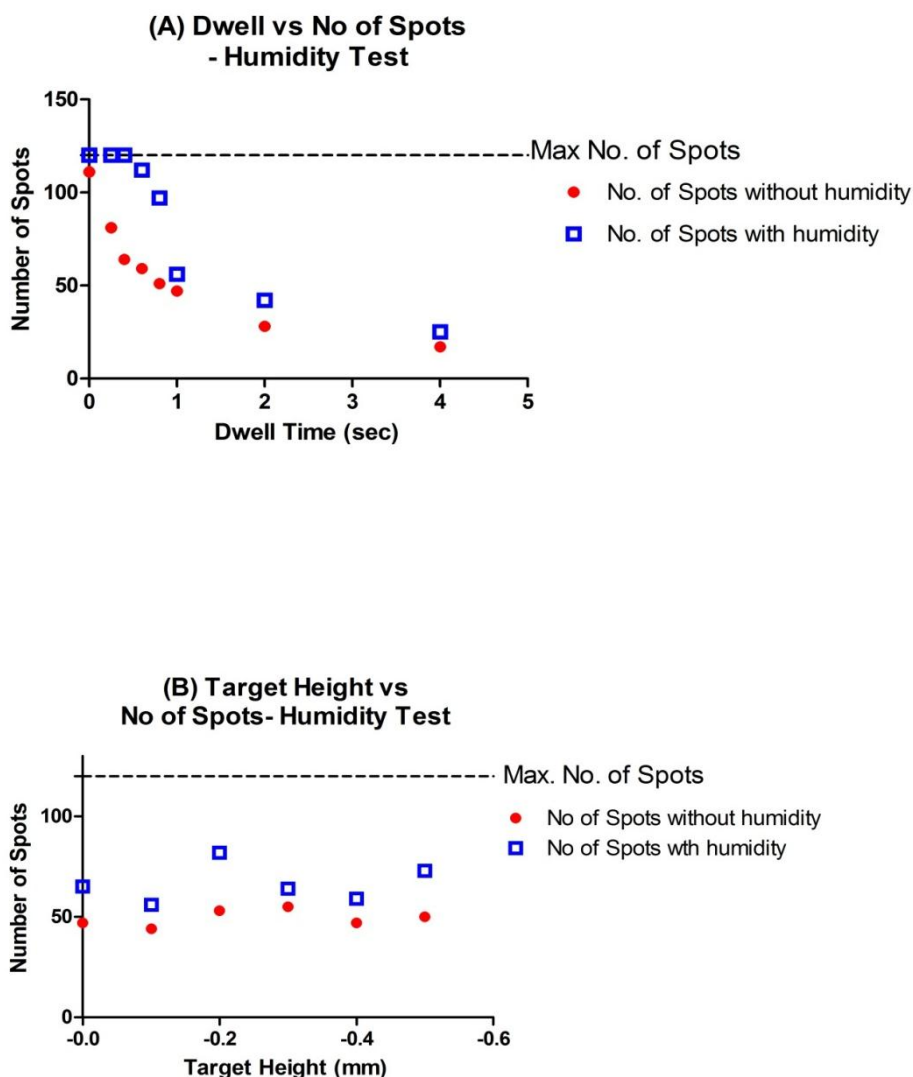 (A) Dwell vs No of Spots
- Humidity Test
150
100
50
0
Number of Spots
Max No. of Spots
No. of Spots without humidity
No. of Spots with humidity
0 1 2 3 4 5
Dwell Time (sec)
(B) Target Height vs
No of Spots- Humidity Test
100
50
0
Number of Spots
Max. No. of Spots
No of Spots without humidity
No of Spots wth humidity
-0.0 -0.2 -0.4 -0.6
Target Height (mm)